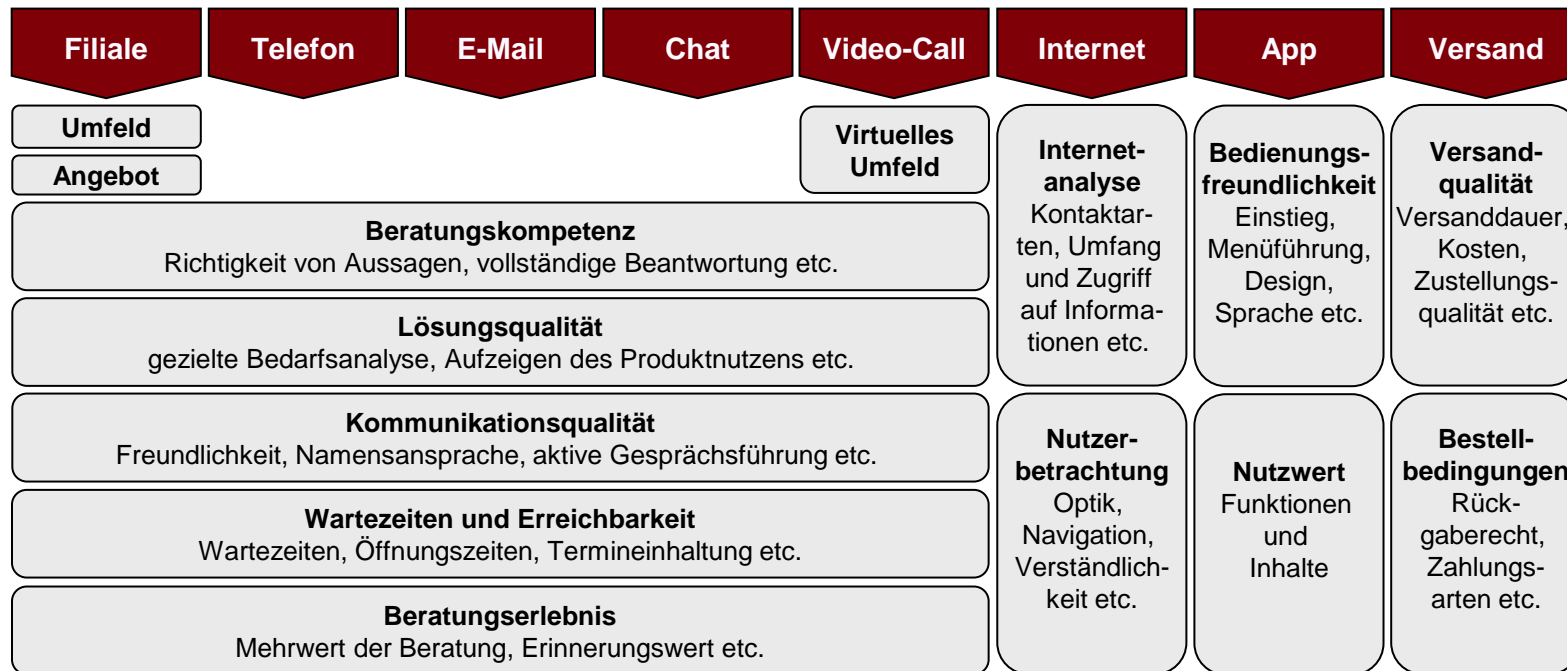 Filiale
Telefon
E-Mail
Chat
Video-Call
Internet
App
Versand
Umfeld
Angebot
Virtuelles
Umfeld
Beratungskompetenz
Richtigkeit von Aussagen, vollständige Beantwortung etc.
Lösungsqualität
gezielte Bedarfsanalyse, Aufzeigen des Produktnutzens etc.
Kommunikationsqualität
Freundlichkeit, Namensansprache, aktive Gesprächsführung etc.
Wartezeiten und Erreichbarkeit
Wartezeiten, Öffnungszeiten, Termineinhaltung etc.
Beratungserlebnis
Mehrwert der Beratung, Erinnerungswert etc.
Internet-
analyse
Kontaktar-
ten, Umfang
und Zugriff
auf Informa-
tionen etc.
Nutzer-
betrachtung
Optik,
Navigation,
Verständlich-
keit etc.
Bedienungs-
freundlichkeit
Einstieg,
Menüführung,
Design,
Sprache etc.
Nutzwert
Funktionen
und
Inhalte
Versand-
qualität
Versanddauer,
Kosten,
Zustellungs-
qualität etc.
Bestell-
bedingungen
Rück-
gaberecht,
Zahlungs-
arten etc.